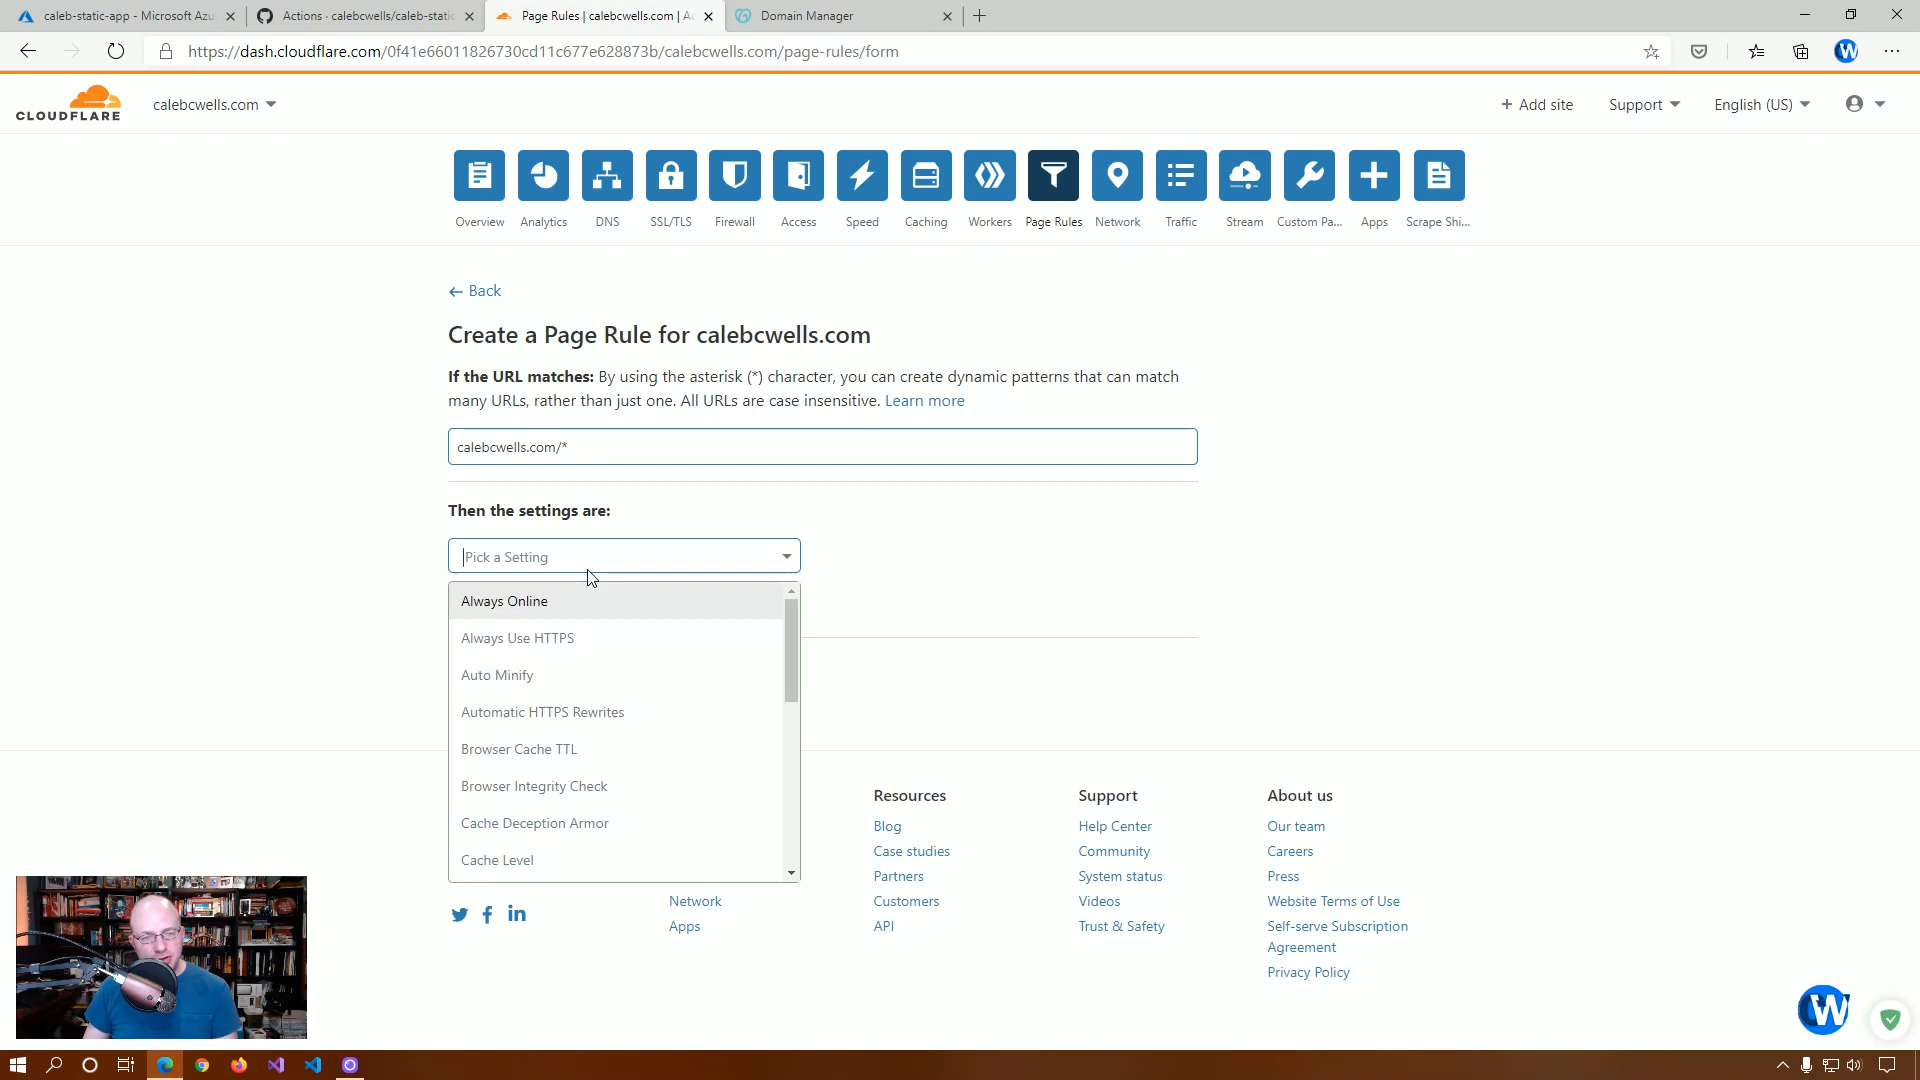 caleb-static-app - Microsoft Azu
Actions · calebcwells/caleb-static
Page Rules | calebcwells.com | Ac
Domain Manager
https://dash.cloudflare.com/0f41e66011826730cd11c677e628873b/calebcwells.com/page-rules/form
W
CLOUDFLARE
calebcwells.com
+ Add site
Support
English (US)
Overview
Analytics
DNS
SSL/TLS
Firewall
Access
Speed
Caching
Workers
Page Rules
Network
Traffic
Stream
Custom Pa...
Apps
Scrape Shi...
← Back
Create a Page Rule for calebcwells.com
If the URL matches: By using the asterisk (*) character, you can create dynamic patterns that can match
many URLs, rather than just one. All URLs are case insensitive. Learn more
calebcwells.com/*
Then the settings are:
Pick a Setting
Always Online
Always Use HTTPS
Auto Minify
Automatic HTTPS Rewrites
Browser Cache TTL
Browser Integrity Check
Cache Deception Armor
Cache Level
Network
Apps
Resources
Blog
Case studies
Partners
Customers
API
Support
Help Center
Community
System status
Videos
Trust & Safety
About us
Our team
Careers
Press
Website Terms of Use
Self-serve Subscription
Agreement
Privacy Policy
W